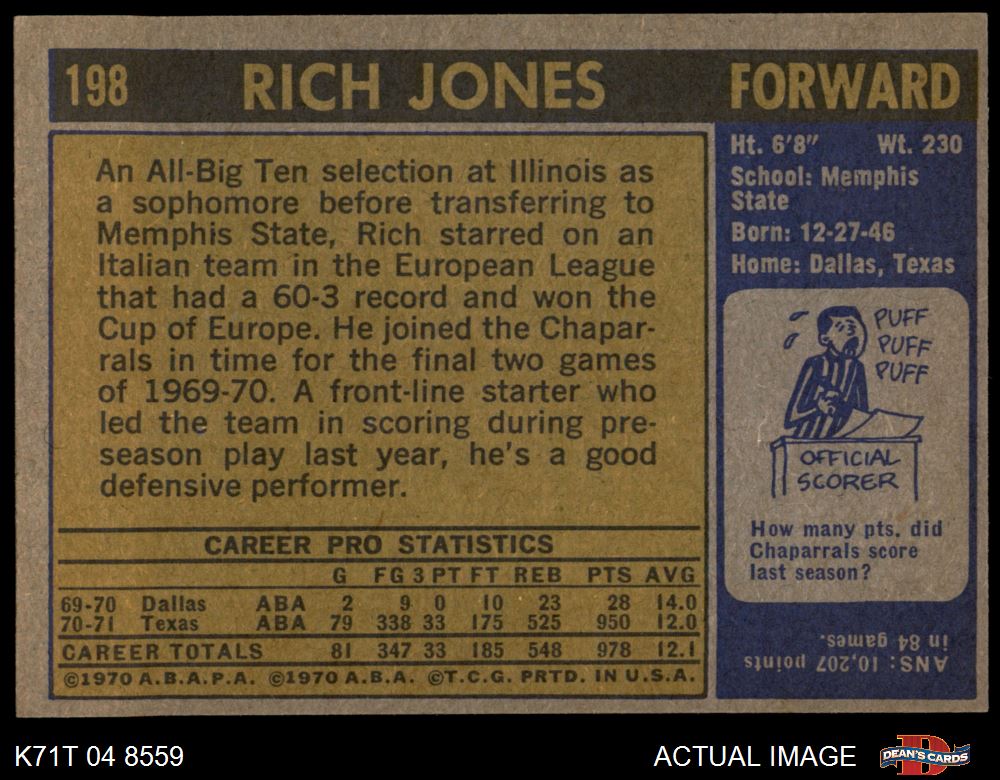 198 RICH JONES FORWARD
An All-Big Ten selection at Illinois as
a sophomore before transferring to
Memphis State, Rich starred on an
Italian team in the European League
that had a 60-3 record and won the
Cup of Europe. He joined the Chapar-
rals in time for the final two games
of 1969-70. A front-line starter who
led the team in scoring during pre-
season play last year, he's a good
defensive performer.
CAREER PRO STATISTICS
G FG 3 PT FT REB PTS AVG
69-70 Dallas ABA 2 9 0 10 23 28 14.0
70-71 Texas ABA 79 338 33 175 525 950 12.0
CAREER TOTALS 81 347 33 185 548 978 12.1
©1970 A.B.A.P.A. ©1970 A.B.A. ©T.C.G. PRTD. IN U.S.A.
Ht. 6'8" Wt. 230
School: Memphis
State
Born: 12-27-46
Home: Dallas, Texas
PUFF
PUFF
PUFF
OFFICIAL
SCORER
How many pts. did
Chaparrals score
last season?
ANS: 10,207 points
in 84 games.
K71T 04 8559 ACTUAL IMAGE D DEAN'S CARDS